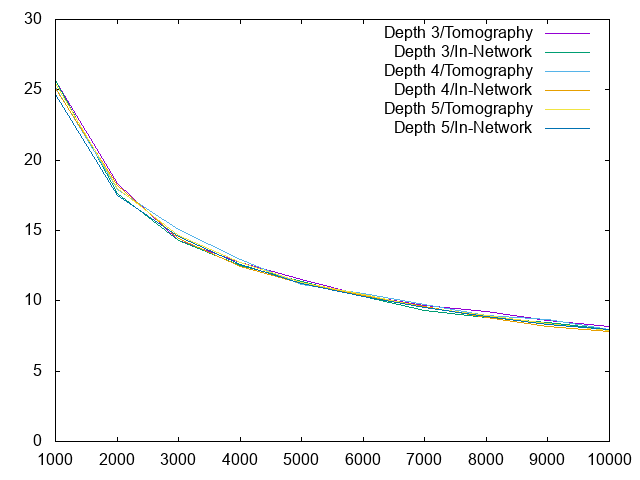 30
25
20
15
10
5
0
Depth 3/Tomography
Depth 3/In-Network
Depth 4/Tomography
Depth 4/In-Network
Depth 5/Tomography
Depth 5/In-Network
1000 2000 3000 4000 5000 6000 7000 8000 9000 10000